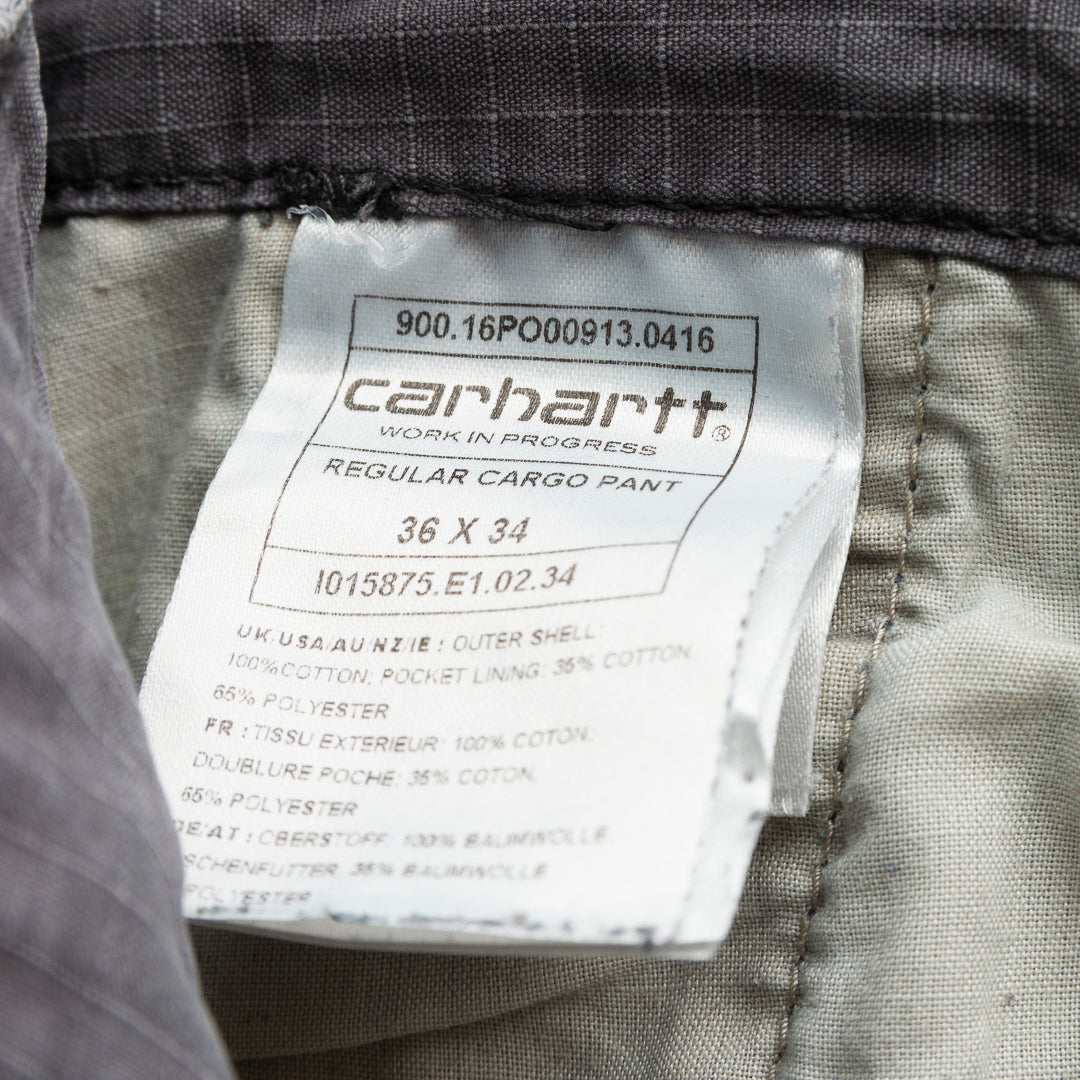 900.16PO00913.0416
carhartt®
WORK IN PROGRESS
REGULAR CARGO PANT
36 X 34
I015875.E1.02.34
UK/USA/AU/NZ/IE : OUTER SHELL:
100%COTTON; POCKET LINING: 35% COTTON,
65% POLYESTER
FR : TISSU EXTERIEUR: 100% COTON;
DOUBLURE POCHE: 35% COTON,
65% POLYESTER
DE/AT : OBERSTOFF: 100% BAUMWOLLE
SCHENFUTTER: 35% BAUMWOLLE
POLYESTER